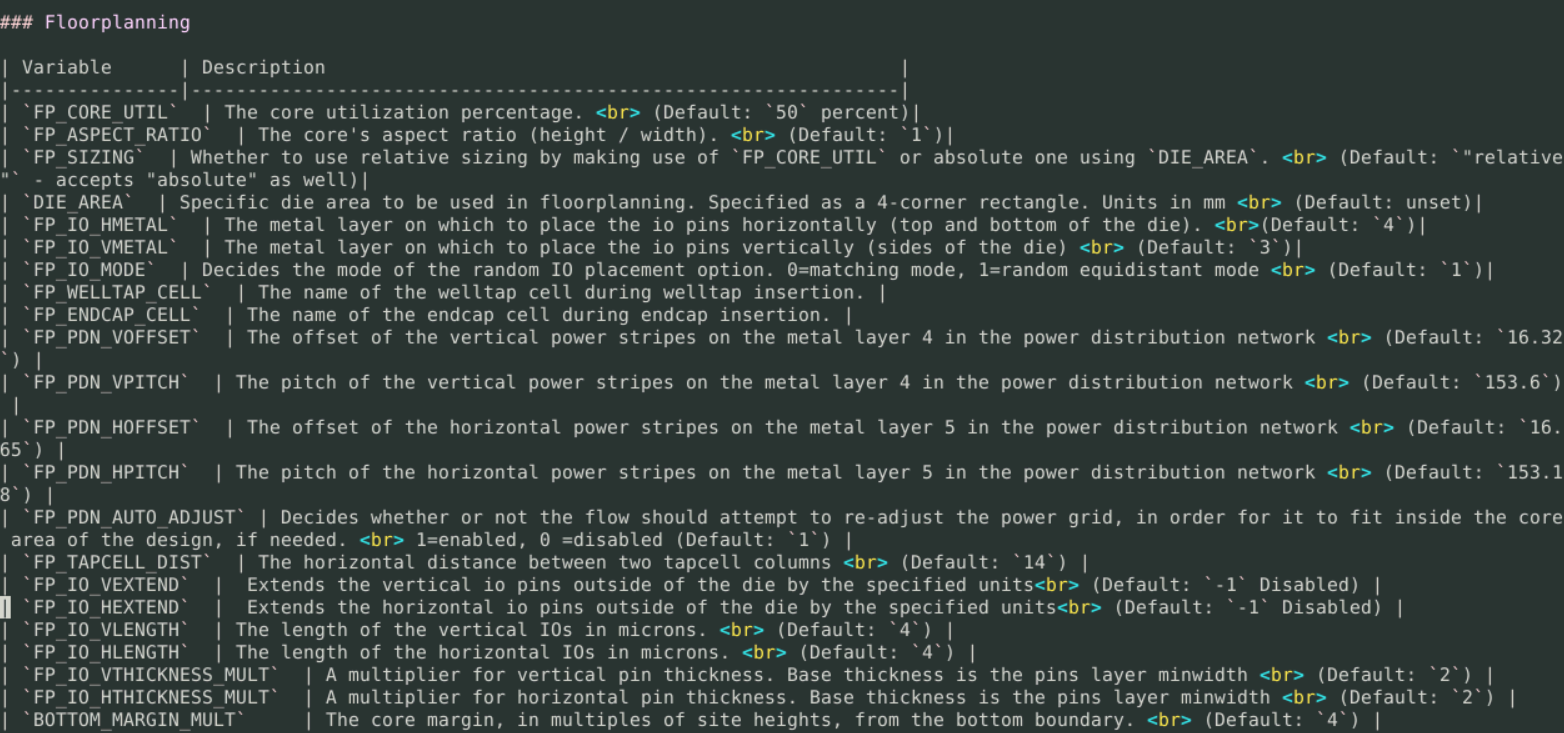 ### Floorplanning
| Variable      | Description                                                    |
|---------------|---------------------------------------------------------------|
| `FP_CORE_UTIL`  | The core utilization percentage. <br> (Default: `50` percent)|
| `FP_ASPECT_RATIO`  | The core's aspect ratio (height / width). <br> (Default: `1`)|
| `FP_SIZING`  | Whether to use relative sizing by making use of `FP_CORE_UTIL` or absolute one using `DIE_AREA`. <br> (Default: `"relative
"` - accepts "absolute" as well)|
| `DIE_AREA`  | Specific die area to be used in floorplanning. Specified as a 4-corner rectangle. Units in mm <br> (Default: unset)|
| `FP_IO_HMETAL`  | The metal layer on which to place the io pins horizontally (top and bottom of the die). <br>(Default: `4`)|
| `FP_IO_VMETAL`  | The metal layer on which to place the io pins vertically (sides of the die) <br> (Default: `3`)|
| `FP_IO_MODE`  | Decides the mode of the random IO placement option. 0=matching mode, 1=random equidistant mode <br> (Default: `1`)|
| `FP_WELLTAP_CELL`  | The name of the welltap cell during welltap insertion. |
| `FP_ENDCAP_CELL`  | The name of the endcap cell during endcap insertion. |
| `FP_PDN_VOFFSET`  | The offset of the vertical power stripes on the metal layer 4 in the power distribution network <br> (Default: `16.32
`) |
| `FP_PDN_VPITCH`  | The pitch of the vertical power stripes on the metal layer 4 in the power distribution network <br> (Default: `153.6`)
 |
| `FP_PDN_HOFFSET`  | The offset of the horizontal power stripes on the metal layer 5 in the power distribution network <br> (Default: `16.
65`) |
| `FP_PDN_HPITCH`  | The pitch of the horizontal power stripes on the metal layer 5 in the power distribution network <br> (Default: `153.1
8`) |
| `FP_PDN_AUTO_ADJUST` | Decides whether or not the flow should attempt to re-adjust the power grid, in order for it to fit inside the core
 area of the design, if needed. <br> 1=enabled, 0 =disabled (Default: `1`) |
| `FP_TAPCELL_DIST`  | The horizontal distance between two tapcell columns <br> (Default: `14`) |
| `FP_IO_VEXTEND`  |  Extends the vertical io pins outside of the die by the specified units<br> (Default: `-1` Disabled) |
| `FP_IO_HEXTEND`  |  Extends the horizontal io pins outside of the die by the specified units<br> (Default: `-1` Disabled) |
| `FP_IO_VLENGTH`  | The length of the vertical IOs in microns. <br> (Default: `4`) |
| `FP_IO_HLENGTH`  | The length of the horizontal IOs in microns. <br> (Default: `4`) |
| `FP_IO_VTHICKNESS_MULT`  | A multiplier for vertical pin thickness. Base thickness is the pins layer minwidth <br> (Default: `2`) |
| `FP_IO_HTHICKNESS_MULT`  | A multiplier for horizontal pin thickness. Base thickness is the pins layer minwidth <br> (Default: `2`) |
| `BOTTOM_MARGIN_MULT`     | The core margin, in multiples of site heights, from the bottom boundary. <br> (Default: `4`) |